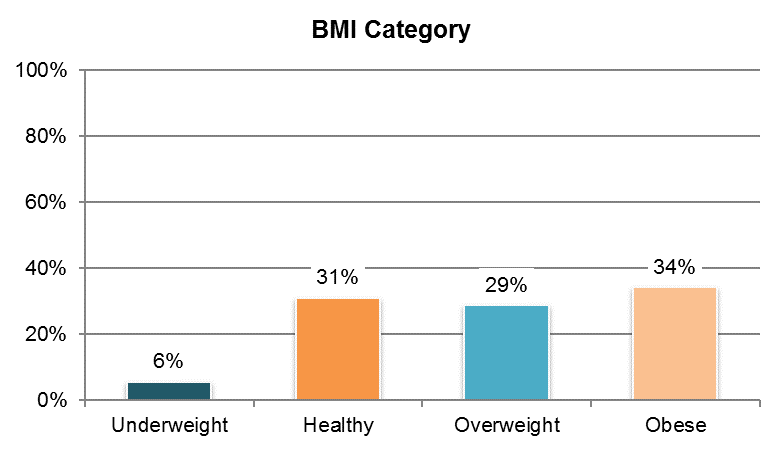 BMI Category
100%
80%
60%
40%
20%
0%
6%
31%
29%
34%
Underweight
Healthy
Overweight
Obese